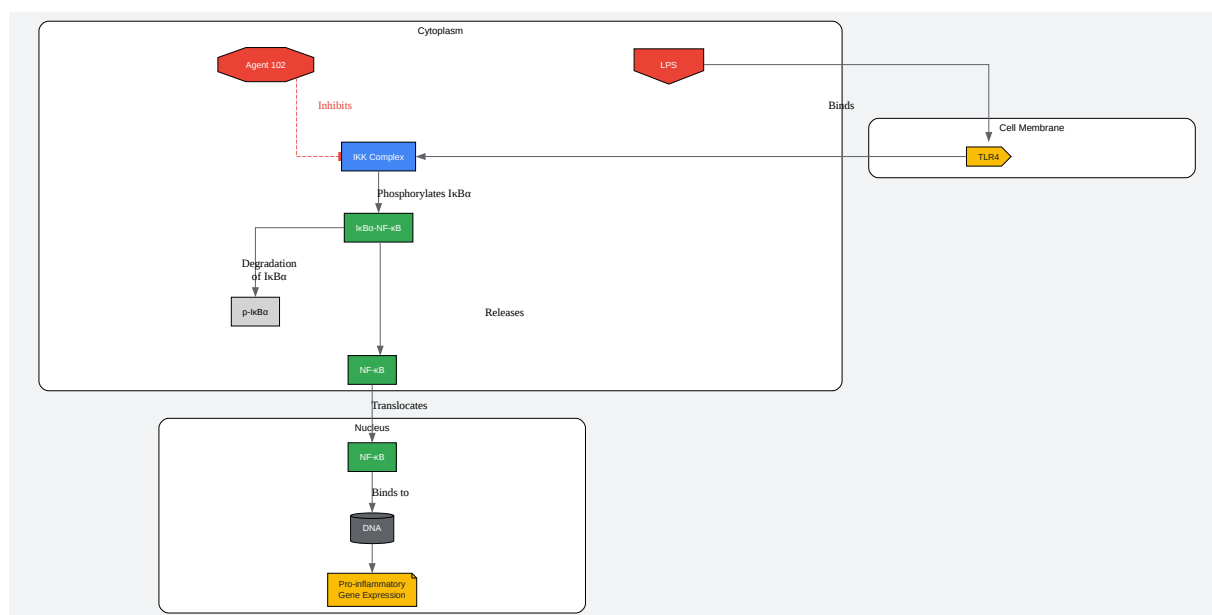 Cytoplasm
Agent 102
LPS
Inhibits
Binds
Cell Membrane
IKK Complex
TLR4
Phosphorylates IκBα
IκBα-NF-κB
Degradation
of IκBα
p-IκBα
Releases
NF-κB
Translocates
Nucleus
NF-κB
Binds to
DNA
Pro-inflammatory
Gene Expression